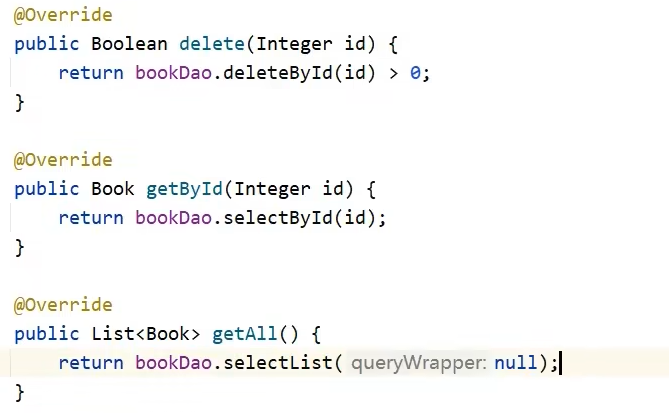 @Override
public Boolean delete(Integer id) {
    return bookDao.deleteById(id) > 0;
}
@Override
public Book getById(Integer id) {
    return bookDao.selectById(id);
}
@Override
public List<Book> getAll() {
    return bookDao.selectList( queryWrapper: null);
}